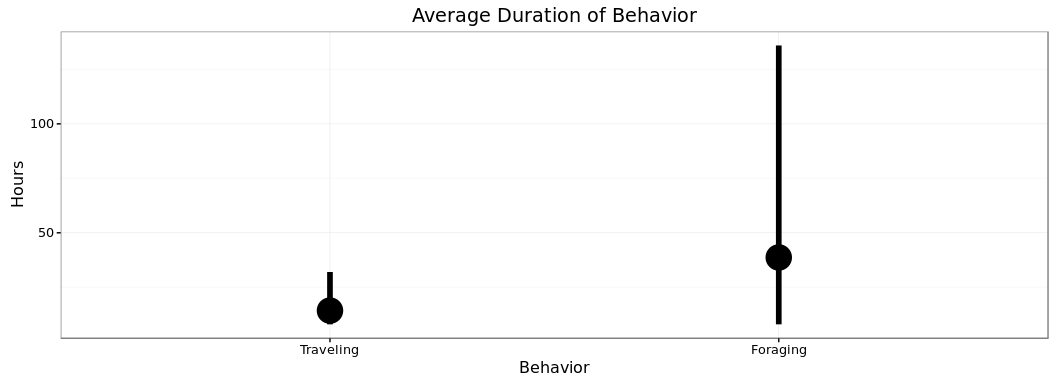 Average Duration of Behavior
Hours
100
50
Traveling
Foraging
Behavior